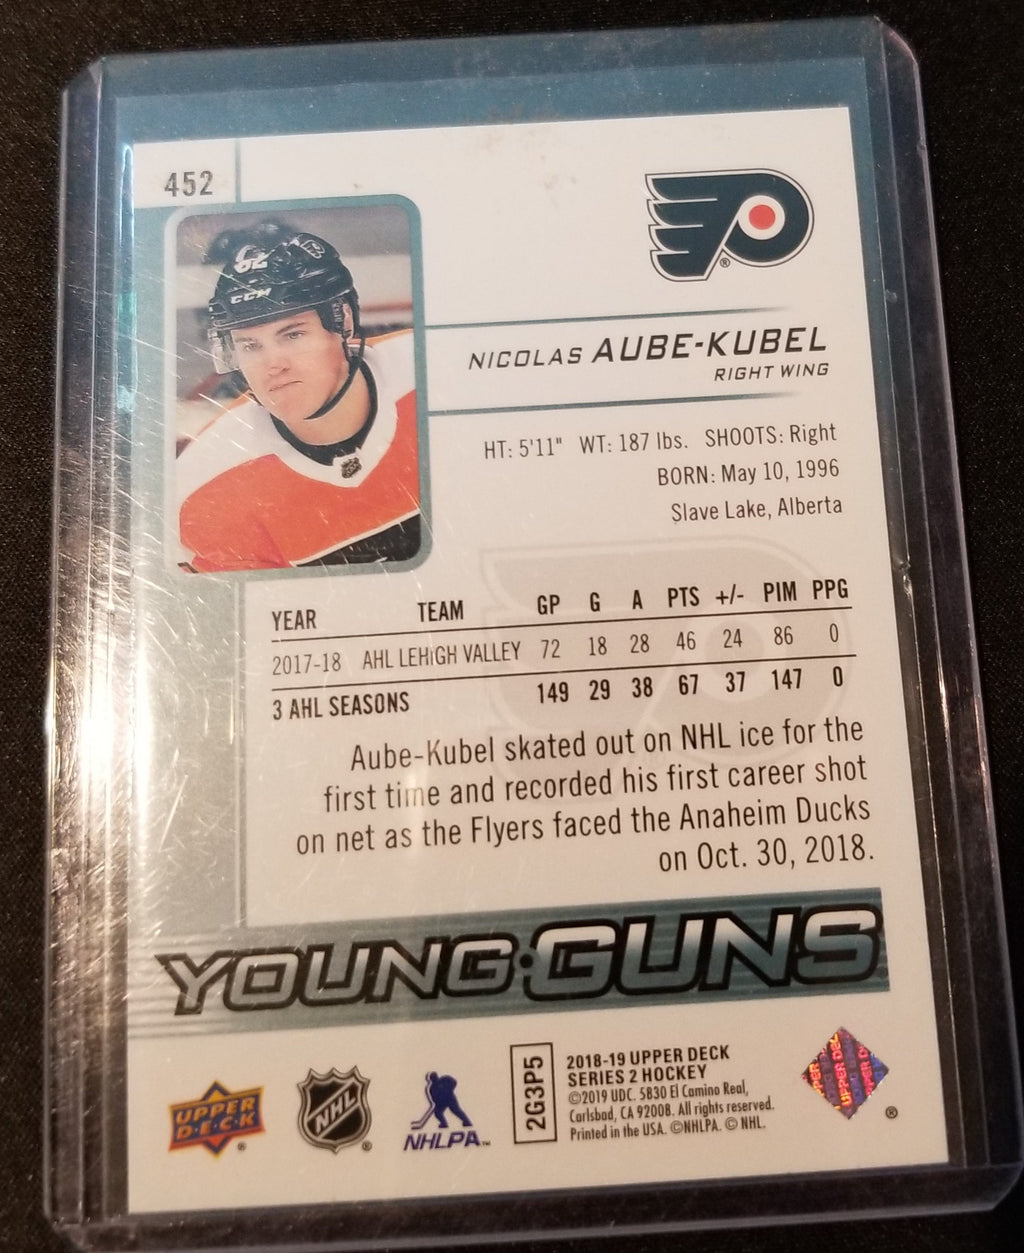 452
62
CCM
NICOLAS AUBE-KUBEL
RIGHT WING
HT: 5'11" WT: 187 lbs. SHOOTS: Right
BORN: May 10, 1996
Slave Lake, Alberta
YEAR TEAM GP G A PTS +/- PIM PPG
2017-18 AHL LEHIGH VALLEY 72 18 28 46 24 86 0
3 AHL SEASONS 149 29 38 67 37 147 0
Aube-Kubel skated out on NHL ice for the
first time and recorded his first career shot
on net as the Flyers faced the Anaheim Ducks
on Oct. 30, 2018.
YOUNG•GUNS
UPPER
DECK
®
NHL
®
NHLPA™
2G3P5
2018-19 UPPER DECK
SERIES 2 HOCKEY
©2019 UDC. 5830 El Camino Real,
Carlsbad, CA 92008. All rights reserved.
Printed in the USA. ©NHLPA. © NHL.
UPPER DEC
®